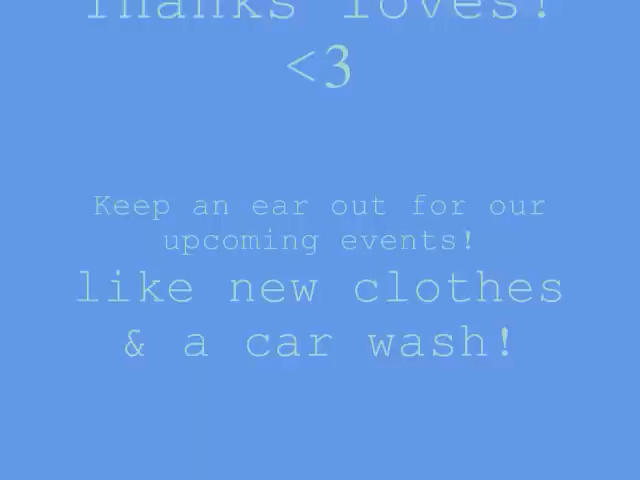 Thanks loves!
<3
Keep an ear out for our
upcoming events!
like new clothes
& a car wash!